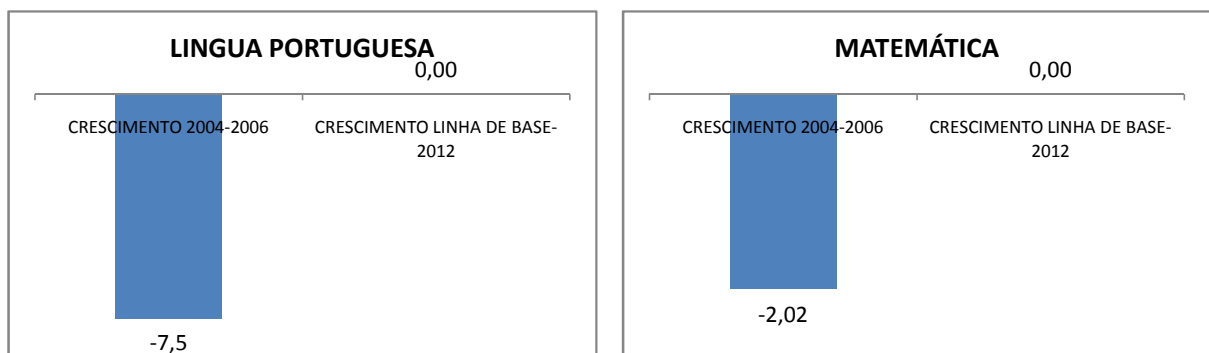 LINGUA PORTUGUESA
0,00
CRESCIMENTO 2004-2006
CRESCIMENTO LINHA DE BASE-
2012
-7,5
MATEMÁTICA
0,00
CRESCIMENTO 2004-2006
CRESCIMENTO LINHA DE BASE-
2012
-2,02